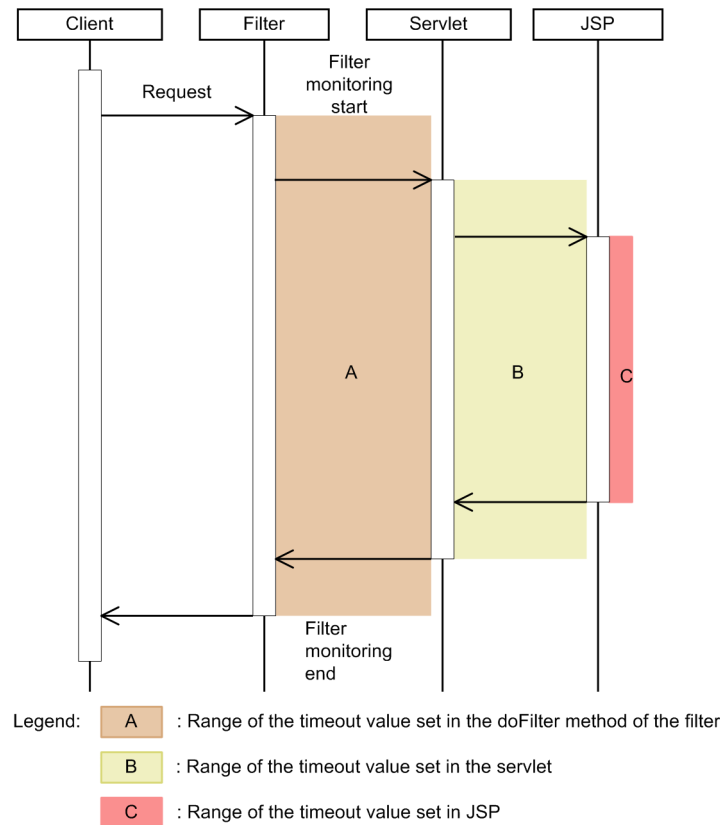 Client
Filter
Servlet
JSP
Request
Filter
monitoring
start
A
B
C
Filter
monitoring
end
Legend:
A
: Range of the timeout value set in the doFilter method of the filter
B
: Range of the timeout value set in the servlet
C
: Range of the timeout value set in JSP